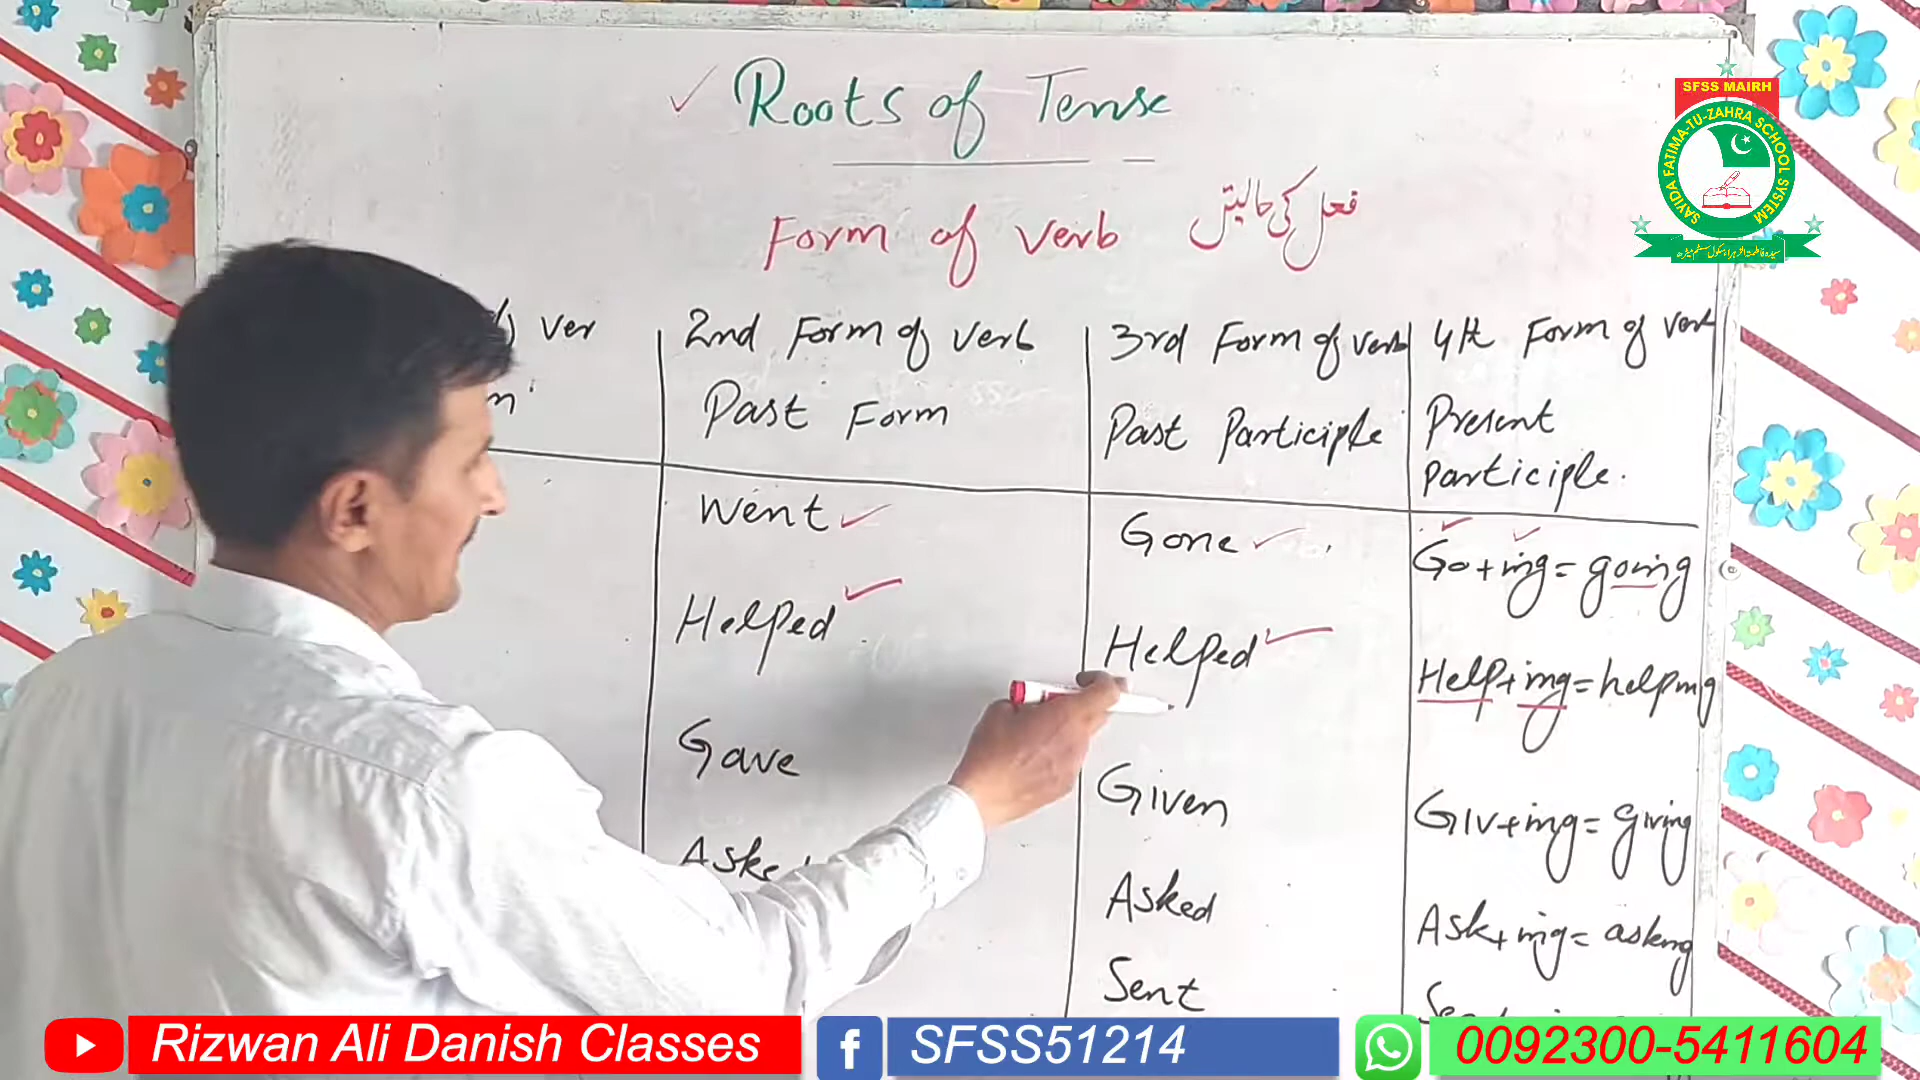 Roots of Tense
Form of verb فعل کی حالتیں
ver 2nd Form of verb 3rd Form of verb 4th Form of verb
Past Form Past Participle Present participle.
Went Gone Go+ing=going
Helped Helped Help+ing=helping
Gave Given Giv+ing=giving
Aske Asked Ask+ing=asking
Sent
SFSS MAIRH
SAYIDA FATIMA-TU-ZAHRA SCHOOL SYSTEM
Rizwan Ali Danish Classes SFSS51214 0092300-5411604